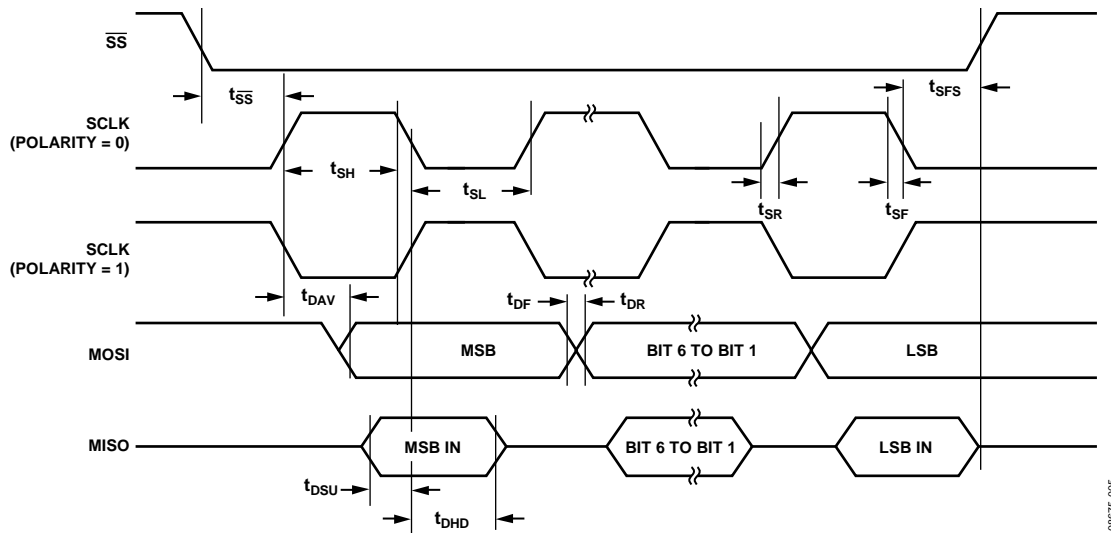 SS
tSS
tSFS
SCLK
(POLARITY = 0)
tSH
tSL
tSR
tSF
SCLK
(POLARITY = 1)
tDAV
tDF
tDR
MOSI
MSB
BIT 6 TO BIT 1
LSB
MISO
MSB IN
BIT 6 TO BIT 1
LSB IN
tDSU
tDHD